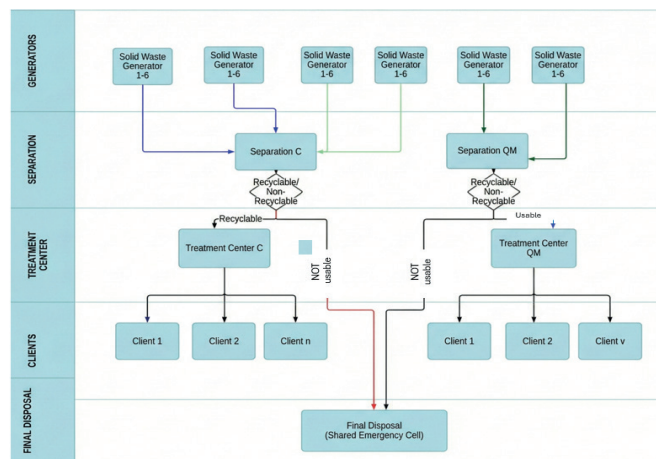 GENERATORS
Solid Waste
Generator
1-6
Solid Waste
Generator
1-6
Solid Waste
Generator
1-6
Solid Waste
Generator
1-6
Solid Waste
Generator
1-6
Solid Waste
Generator
1-6
SEPARATION
Separation C
Separation QM
Recyclable/
Non-
Recyclable
Recyclable/
Non-
Recyclable
TREATMENT
CENTER
Recyclable
Usable
Treatment Center C
NOT
usable
NOT
usable
Treatment Center
QM
CLIENTS
Client 1
Client 2
Client n
Client 1
Client 2
Client v
FINAL DISPOSAL
Final Disposal
(Shared Emergency Cell)